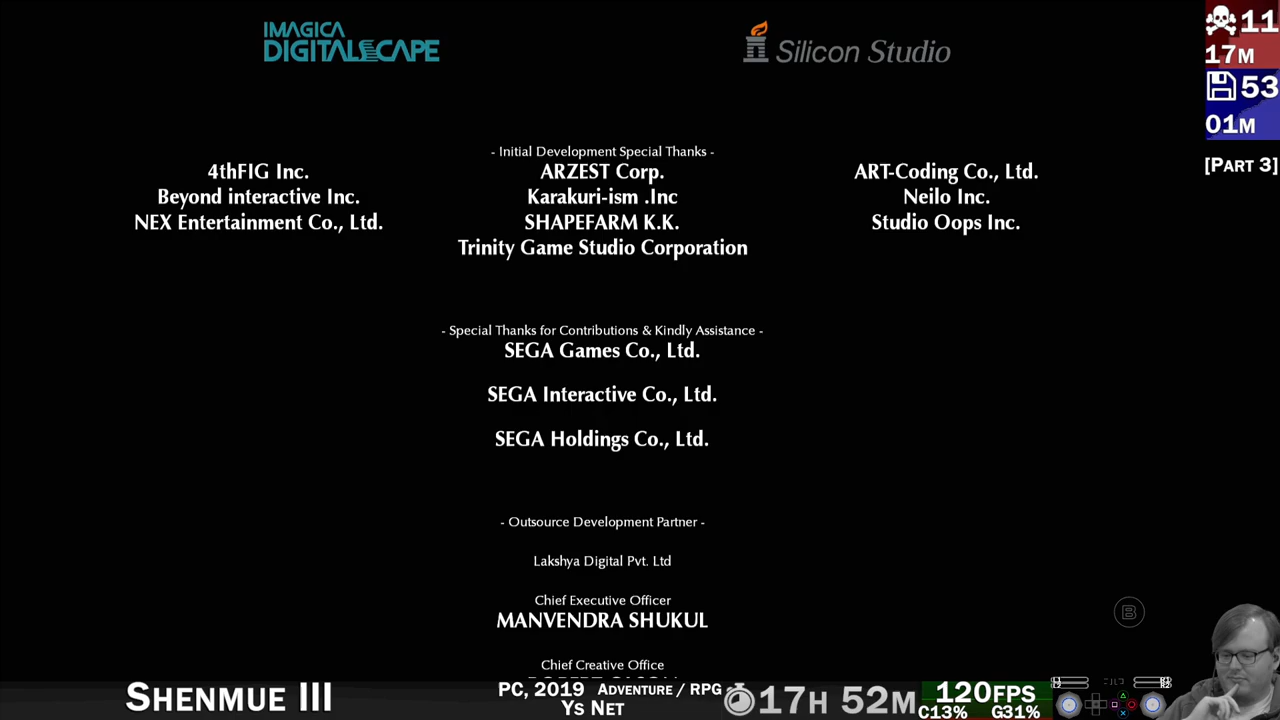 IMAGICA
DIGITALSCAPE
Silicon Studio
11
17M
53
01M
[PART 3]
- Initial Development Special Thanks -
4thFIG Inc.
ARZEST Corp.
ART-Coding Co., Ltd.
Beyond interactive Inc.
Karakuri-ism .Inc
Neilo Inc.
NEX Entertainment Co., Ltd.
SHAPEFARM K.K.
Studio Oops Inc.
Trinity Game Studio Corporation
- Special Thanks for Contributions & Kindly Assistance -
SEGA Games Co., Ltd.
SEGA Interactive Co., Ltd.
SEGA Holdings Co., Ltd.
- Outsource Development Partner -
Lakshya Digital Pvt. Ltd
Chief Executive Officer
MANVENDRA SHUKUL
B
Chief Creative Office
SHENMUE III
PC, 2019 ADVENTURE / RPG
YS NET
17H 52M
120FPS
C13% G31%